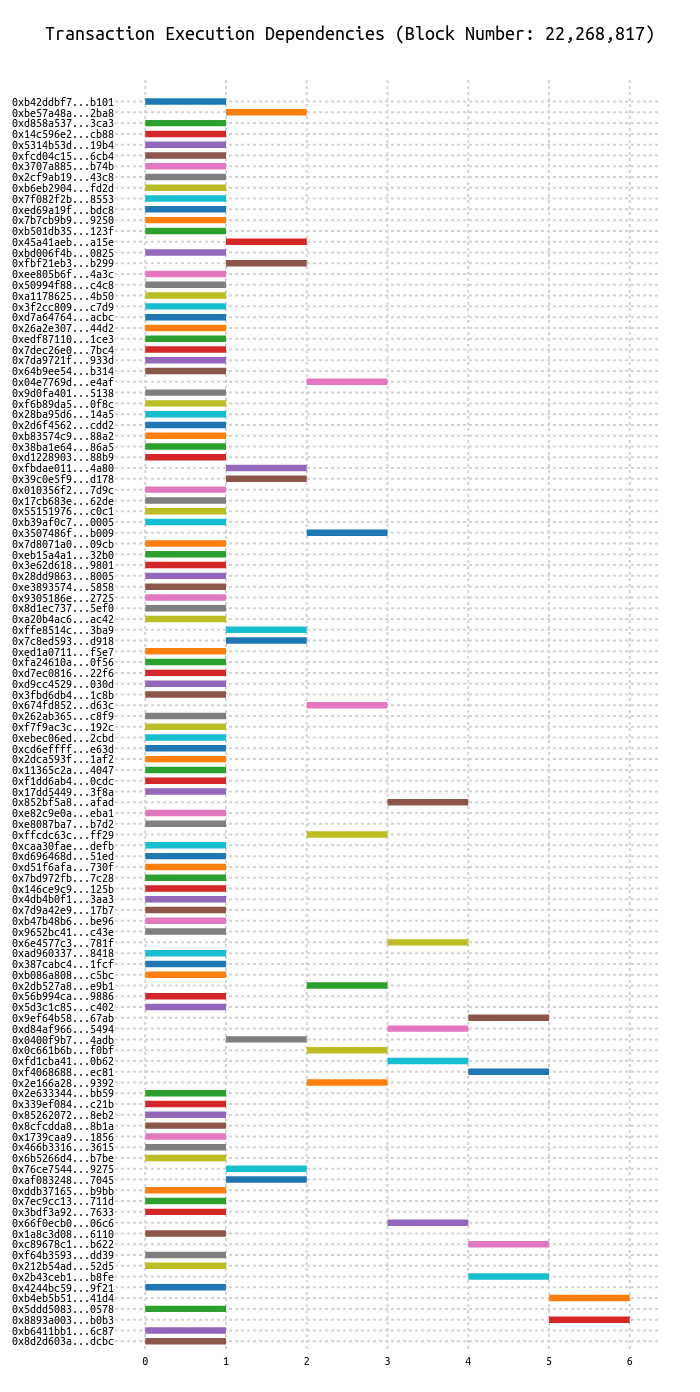 Transaction Execution Dependencies (Block Number: 22,268,817)
0xb42ddbf7...b101
0xbe57a48a...2ba8
0xd858a537...3ca3
0x14c596e2...cb88
0x5314b53d...19b4
0xfcd04c15...6cb4
0x3707a885...b74b
0x2cf9ab19...43c8
0xb6eb2904...fd2d
0x7f082f2b...8553
0xed69a19f...bdc8
0x7b7cb9b9...9250
0xb501db35...123f
0x45a41aeb...a15e
0xbd006f4b...0825
0xfbf21eb3...b299
0xee805b6f...4a3c
0x50994f88...c4c8
0xa1178625...4b50
0x3f2cc809...c7d9
0xd7a64764...acbc
0x26a2e307...44d2
0xedf87110...1ce3
0x7dec26e0...7bc4
0x7da9721f...933d
0x64b9ee54...b314
0x04e7769d...e4af
0x9d0fa401...5138
0xf6b89da5...0f8c
0x28ba95d6...14a5
0x2d6f4562...cdd2
0xb83574c9...88a2
0x38ba1e64...86a5
0xd1228903...88b9
0xfbdae011...4a80
0x39c0e5f9...d178
0x010356f2...7d9c
0x17cb683e...62de
0x55151976...c0c1
0xb39af0c7...0005
0x3507486f...b009
0x7d8071a0...09cb
0xeb15a4a1...32b0
0x3e62d618...9801
0x28dd9863...8005
0xe3893574...5858
0x9305186e...2725
0x8d1ec737...5ef0
0xa20b4ac6...ac42
0xffe8514c...3ba9
0x7c8ed593...d918
0xed1a0711...f5e7
0xfa24610a...0f56
0xd7ec0816...22f6
0xd9cc4529...030d
0x3fbd6db4...1c8b
0x674fd852...d63c
0x262ab365...c8f9
0xf7f9ac3c...192c
0xebec06ed...2cbd
0xcd6effff...e63d
0x2dca593f...1af2
0x11365c2a...4047
0xf1dd6ab4...0cdc
0x17dd5449...3f8a
0x852bf5a8...afad
0xe82c9e0a...eba1
0xe8087ba7...b7d2
0xffcdc63c...ff29
0xcaa30fae...defb
0xd696468d...51ed
0xd51f6afa...730f
0x7bd972fb...7c28
0x146ce9c9...125b
0x4db4b0f1...3aa3
0x7d9a42e9...17b7
0xb47b48b6...be96
0x9652bc41...c43e
0x6e4577c3...781f
0xad960337...8418
0x387cabc4...1fcf
0xb086a808...c5bc
0x2db527a8...e9b1
0x56b994ca...9886
0x5d3c1c85...c402
0x9ef64b58...67ab
0xd84af966...5494
0x0400f9b7...4adb
0x0c661b6b...f0bf
0xfd1cba41...0b62
0xf4068688...ec81
0x2e166a28...9392
0x2e633344...bb59
0x339ef084...c21b
0x85262072...8eb2
0x8cfcdda8...8b1a
0x1739caa9...1856
0x466b3316...3615
0x6b5266d4...b7be
0x76ce7544...9275
0xaf083248...7045
0xddb37165...b9bb
0x7ec9cc13...711d
0x3bdf3a92...7633
0x66f0ecb0...06c6
0x1a8c3d08...6110
0xc89678c1...b622
0xf64b3593...dd39
0x212b54ad...52d5
0x2b43ceb1...b8fe
0x4244bc59...9f21
0xb4eb5b51...41d4
0x5ddd5083...0578
0x8893a003...b0b3
0xb6411bb1...6c87
0x8d2d603a...dcbc
0 1 2 3 4 5 6